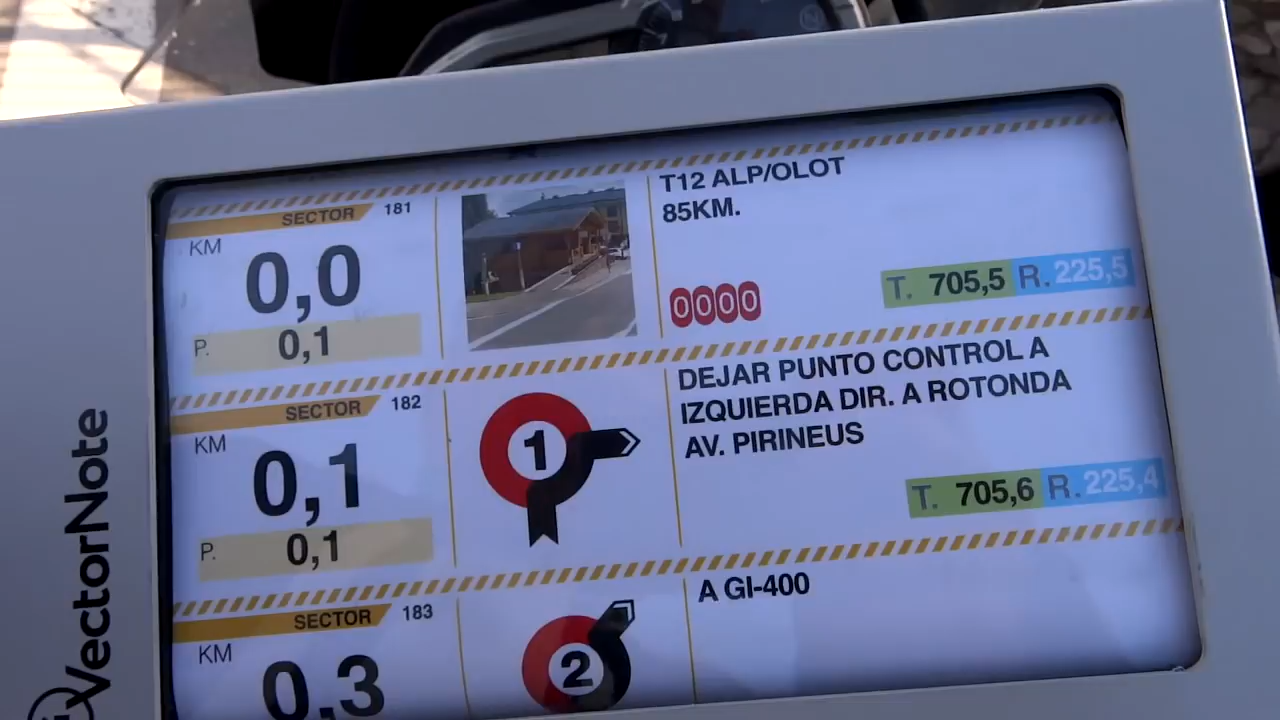 VectorNote
SECTOR 181
KM
0,0
P. 0,1
T12 ALP/OLOT
85KM.
0000
T. 705,5 R. 225,5
SECTOR 182
KM
0,1
P. 0,1
1
DEJAR PUNTO CONTROL A
IZQUIERDA DIR. A ROTONDA
AV. PIRINEUS
T. 705,6 R. 225,4
SECTOR 183
KM
0,3
2
A GI-400